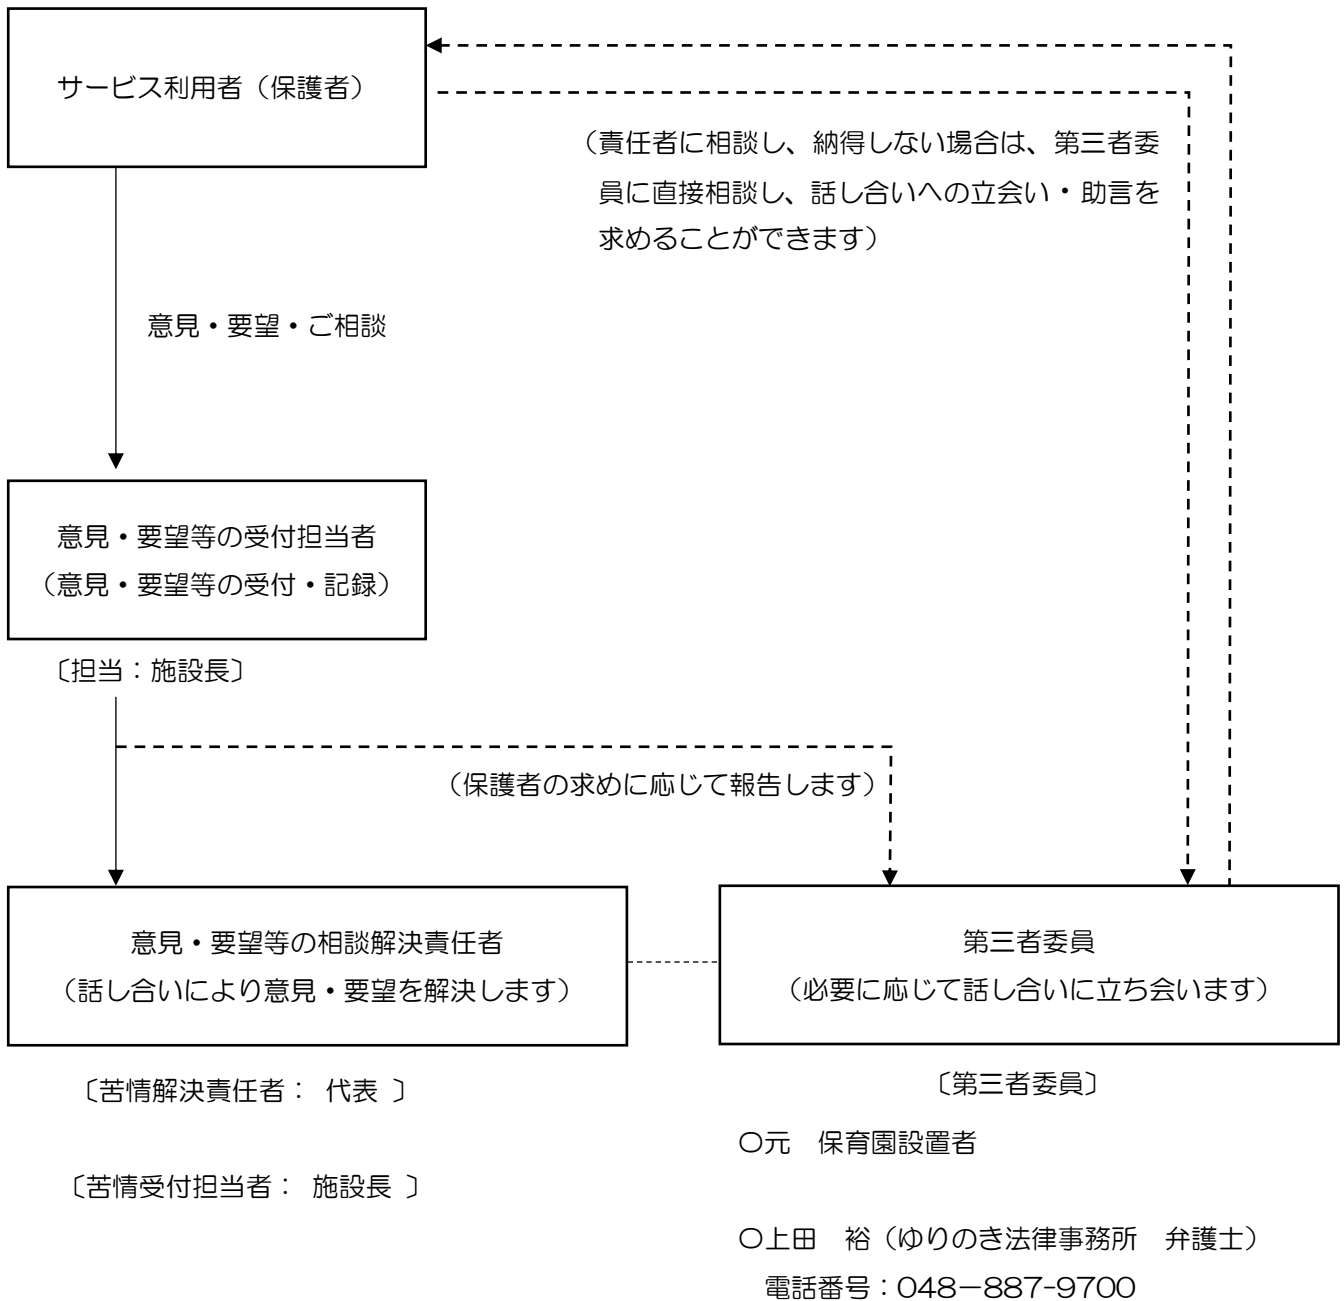 サービス利用者（保護者）
（責任者に相談し、納得しない場合は、第三者委
員に直接相談し、話し合いへの立会い・助言を
求めることができます）
意見・要望・ご相談
意見・要望等の受付担当者
（意見・要望等の受付・記録）
〔担当：施設長〕
（保護者の求めに応じて報告します）
意見・要望等の相談解決責任者
（話し合いにより意見・要望を解決します）
第三者委員
（必要に応じて話し合いに立ち会います）
〔苦情解決責任者： 代表 〕
〔苦情受付担当者： 施設長 〕
〔第三者委員〕
〇元　保育園設置者
〇上田　裕（ゆりのき法律事務所　弁護士）
電話番号：048－887-9700